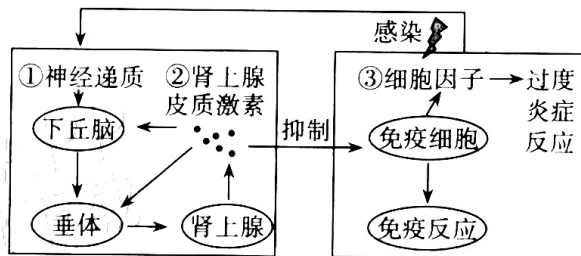 感染
①神经递质
②肾上腺
皮质激素
下丘脑
垂体
肾上腺
抑制
③细胞因子
过度
炎症
反应
免疫细胞
免疫反应